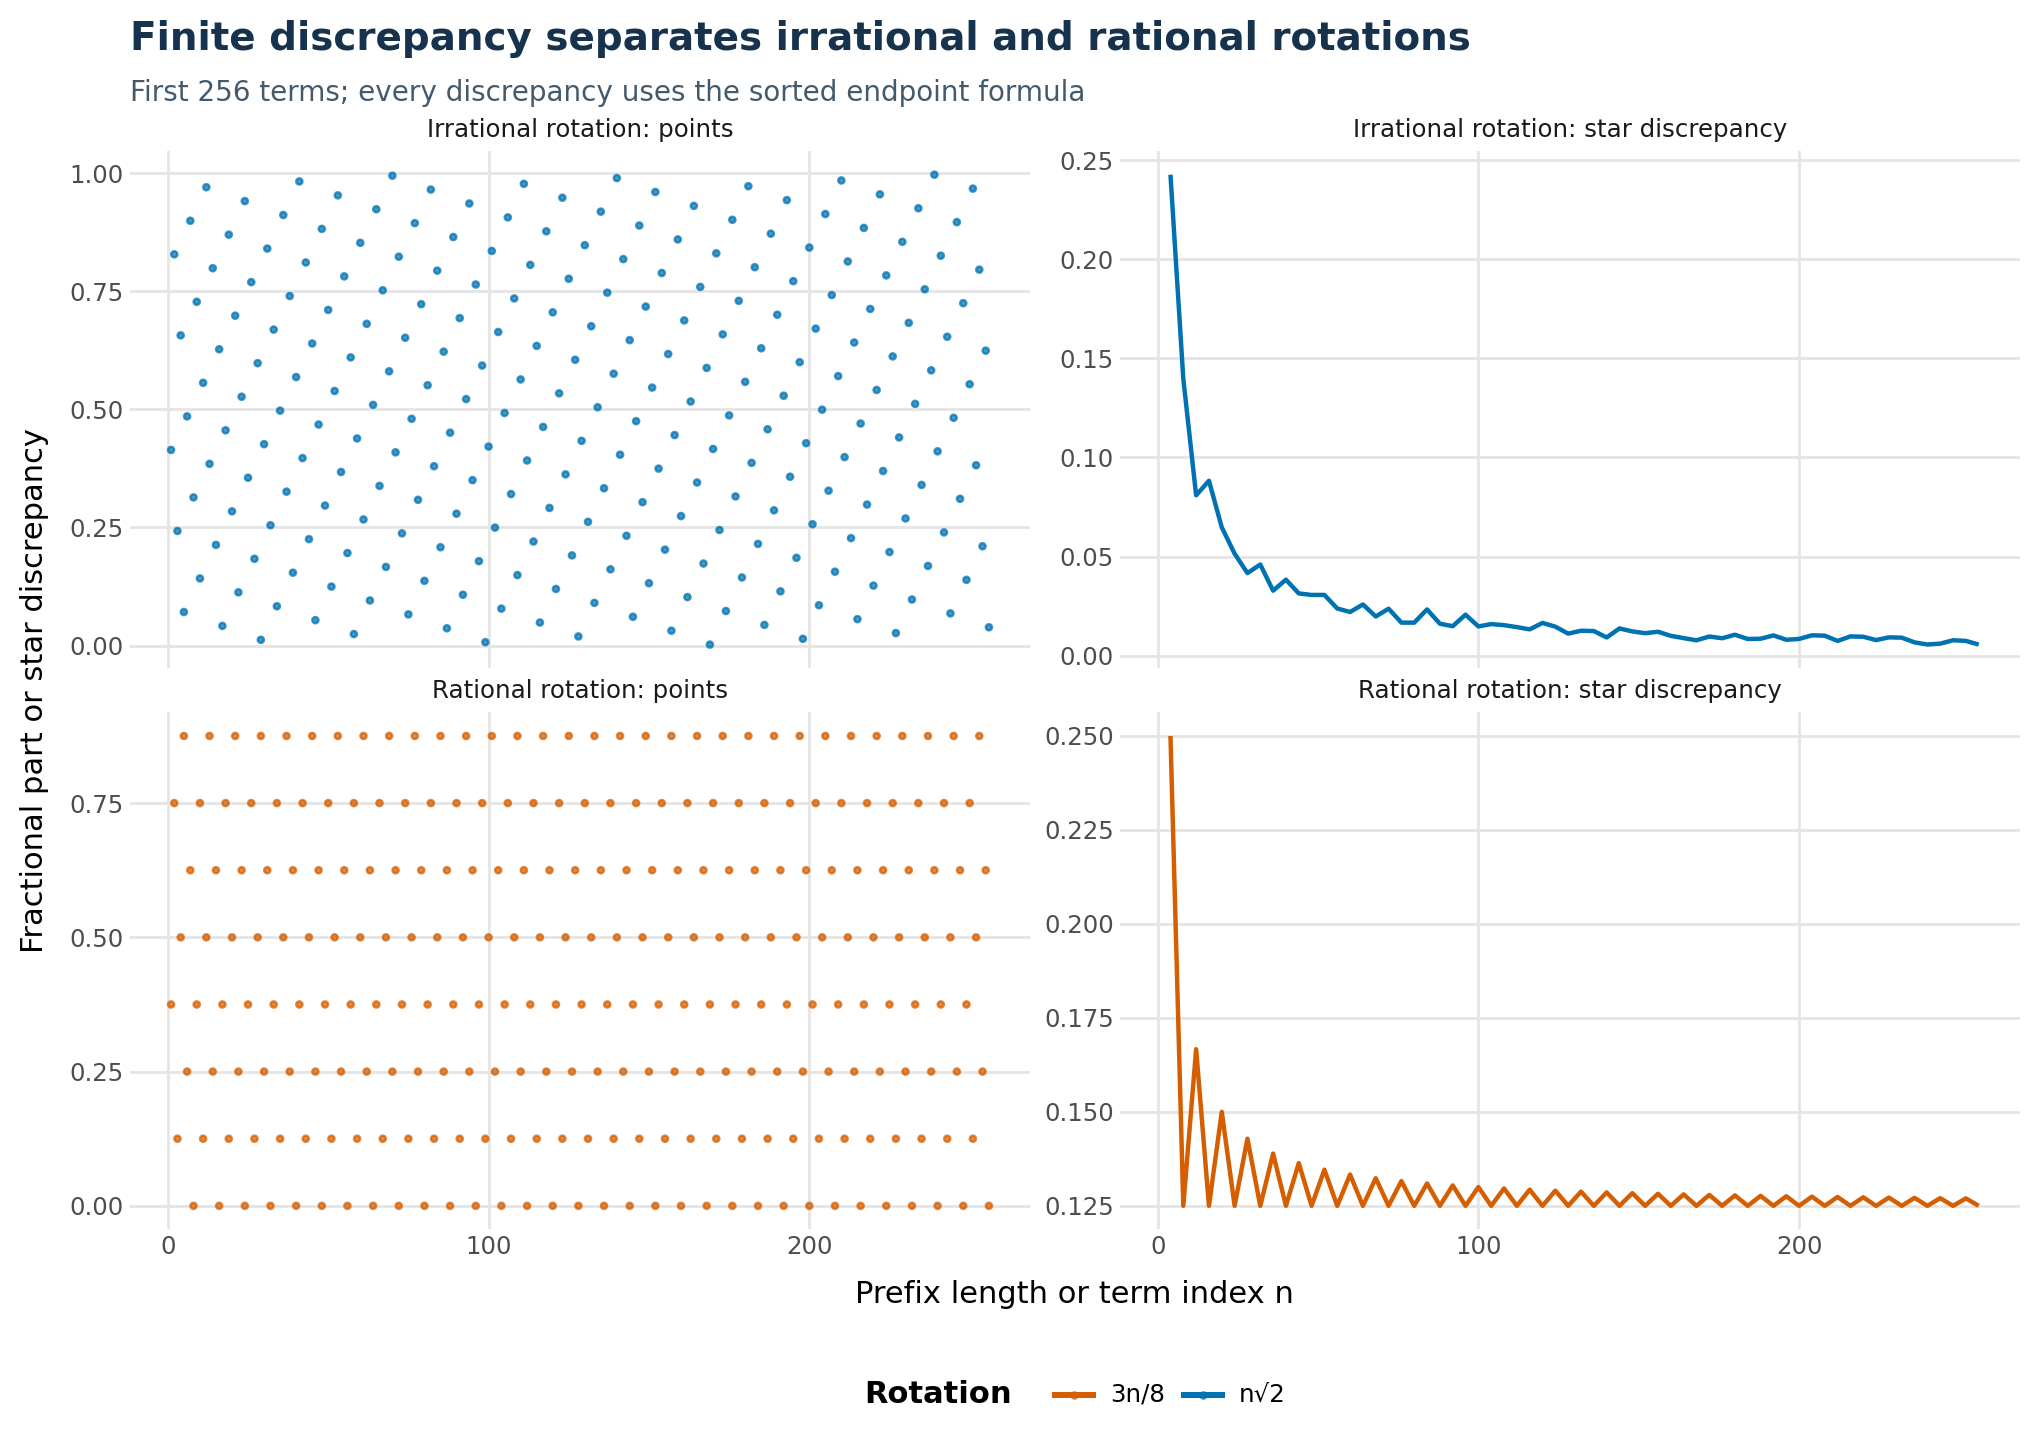 Finite discrepancy separates irrational and rational rotations
First 256 terms; every discrepancy uses the sorted endpoint formula
Irrational rotation: points
1.00
0.75
0.50
0.25
0.00
Irrational rotation: star discrepancy
0.25
0.20
0.15
0.10
0.05
0.00
Fractional part or star discrepancy
Rational rotation: points
0.75
0.50
0.25
0.00
0
100
200
Rational rotation: star discrepancy
0.250
0.225
0.200
0.175
0.150
0.125
0
100
200
Prefix length or term index n
Rotation
3n/8
n√2